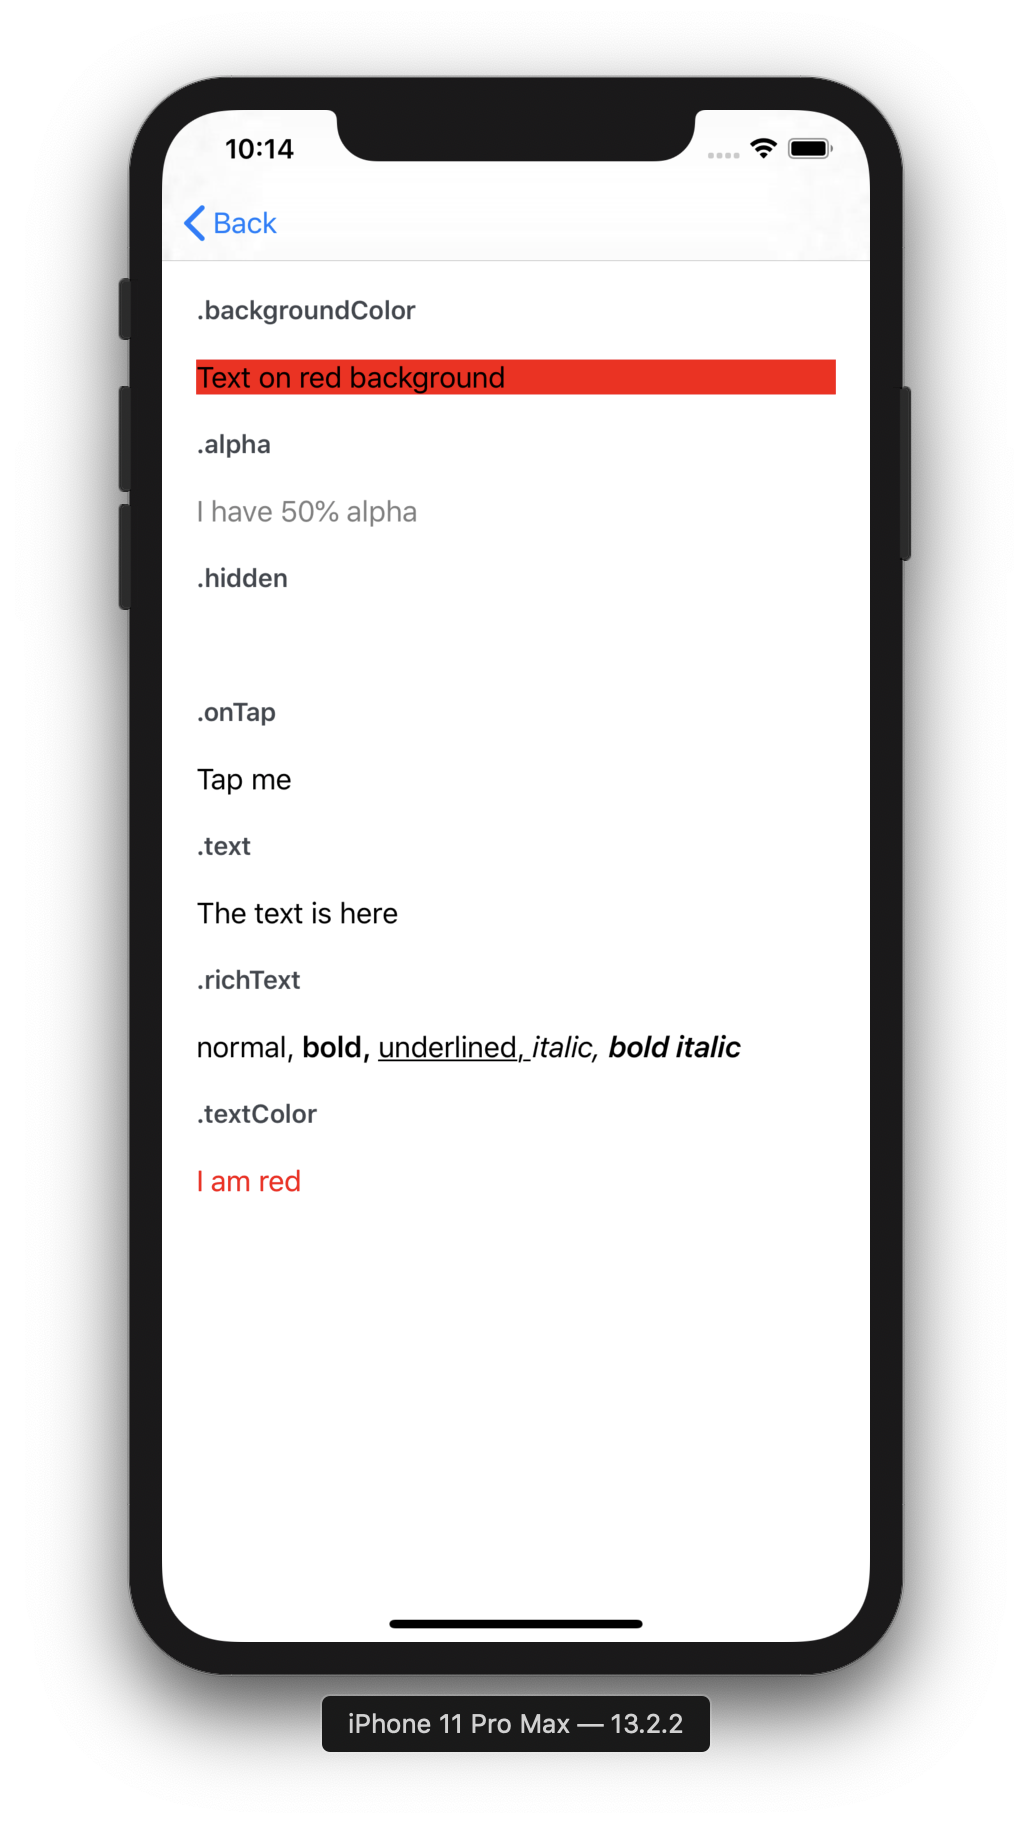 10:14
Back
.backgroundColor
Text on red background
.alpha
I have 50% alpha
.hidden
.onTap
Tap me
.text
The text is here
.richText
normal, bold, underlined, italic, bold italic
.textColor
I am red
iPhone 11 Pro Max — 13.2.2